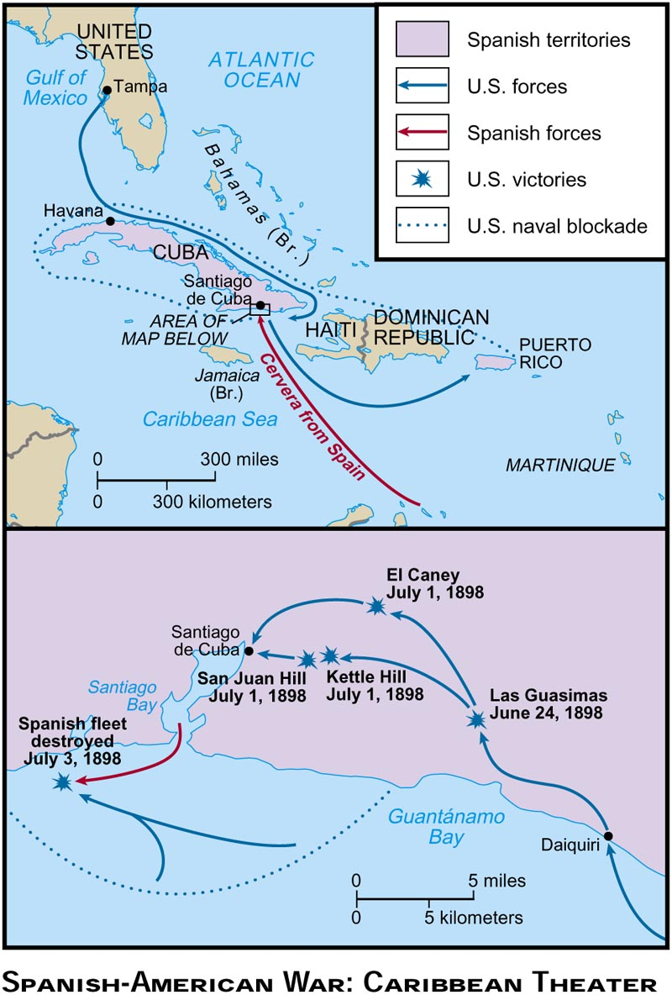 UNITED
STATES
ATLANTIC
OCEAN
Gulf of
Mexico
Tampa
Bahamas (Br.)
Havana
CUBA
Santiago
de Cuba
AREA OF
MAP BELOW
HAITI
DOMINICAN
REPUBLIC
PUERTO
RICO
Jamaica
(Br.)
Cervera from Spain
Caribbean Sea
MARTINIQUE
0 300 miles
0 300 kilometers
Spanish territories
U.S. forces
Spanish forces
U.S. victories
U.S. naval blockade
El Caney
July 1, 1898
Santiago
de Cuba
San Juan Hill
July 1, 1898
Kettle Hill
July 1, 1898
Las Guasimas
June 24, 1898
Santiago
Bay
Spanish fleet
destroyed
July 3, 1898
Guantánamo
Bay
Daiquiri
0 5 miles
0 5 kilometers
SPANISH-AMERICAN WAR: CARIBBEAN THEATER